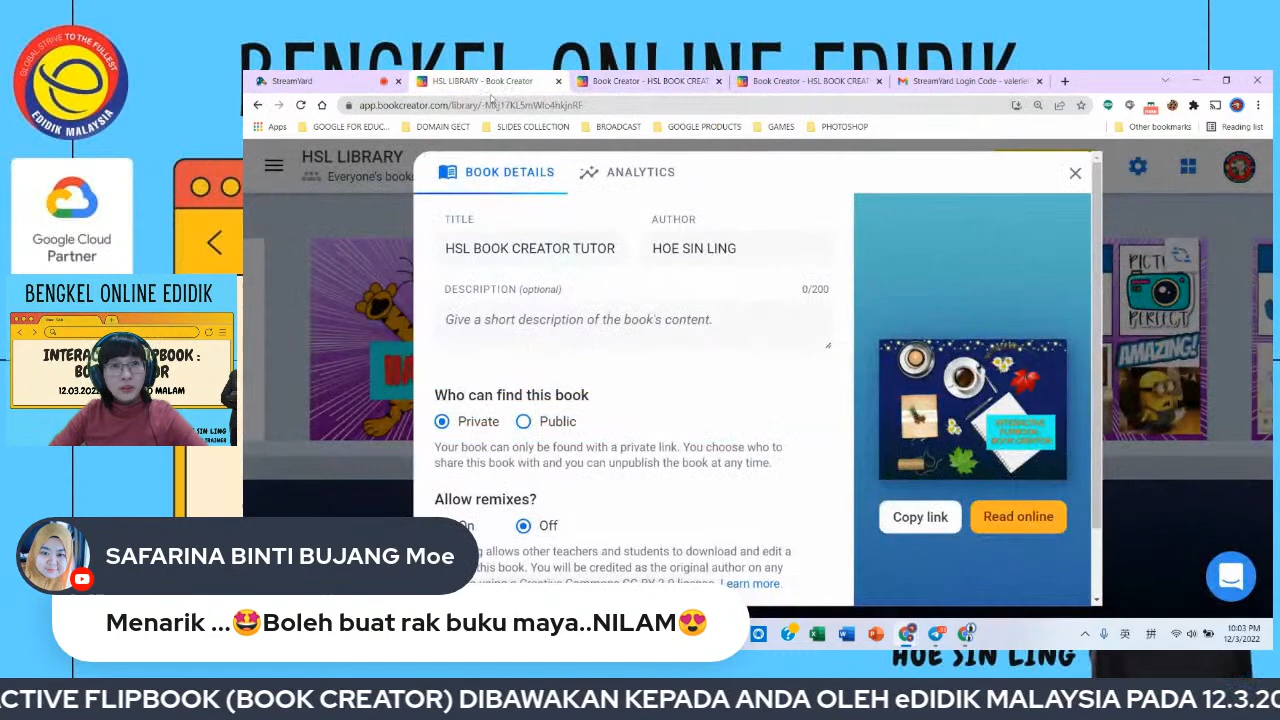 BENGKEL ONLINE EDIDIK
GLOBAL STRIVE TO THE FULLEST
EDIDIK MALAYSIA
Google Cloud
Partner
BENGKEL ONLINE EDIDIK
12.03.202
MALAM
StreamYard
HSL LIBRARY - Book Creator
Book Creator - HSL BOOK CREAT
Book Creator - HSL BOOK CREAT
StreamYard Login Code - valerie
Apps
GOOGLE FOR EDUC...
DOMAIN GECT
SLIDES COLLECTION
BROADCAST
GOOGLE PRODUCTS
GAMES
PHOTOSHOP
Other bookmarks
Reading list
HSL LIBRARY
Everyone's book
BOOK DETAILS
ANALYTICS
TITLE
AUTHOR
HSL BOOK CREATOR TUTOR
HOE SIN LING
DESCRIPTION (optional)
0/200
Give a short description of the book's content.
Who can find this book
Private
Public
Your book can only be found with a private link. You choose who to
share this book with and you can unpublish the book at any time.
Allow remixes?
On
Off
g allows other teachers and students to download and edit a
this book. You will be credited as the original author on any
Learn more.
INTERACTIVE
FLIPBOOK:
BOOK CREATOR
Copy link
Read online
AMAZING!
SAFARINA BINTI BUJANG Moe
Menarik ...🤩Boleh buat rak buku maya..NILAM😍
英
拼
10:03 PM
12/3/2022
HOE SIN LING
ACTIVE FLIPBOOK (BOOK CREATOR) DIBAWAKAN KEPADA ANDA OLEH eDIDIK MALAYSIA PADA 12.3.20